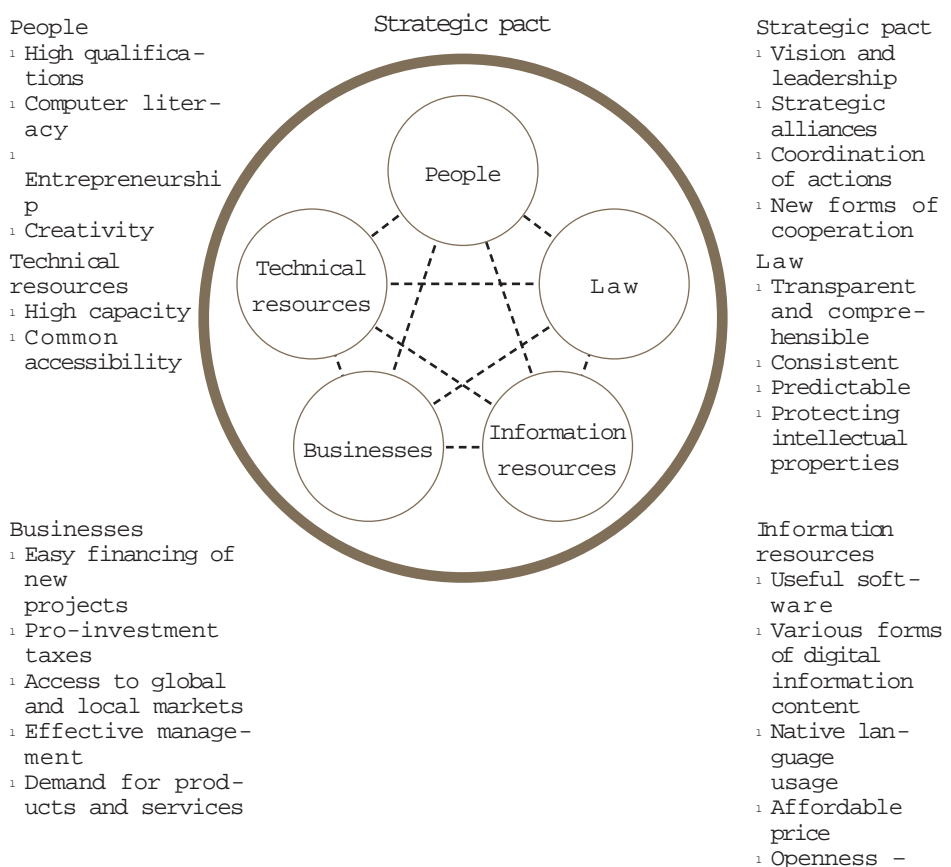 People
ı High qualifica-
tions
ı Computer liter-
acy
ı
Entrepreneurshi
p
ı Creativity
Technical
resources
ı High capacity
ı Common
accessibility
Businesses
ı Easy financing of
new
projects
ı Pro-investment
taxes
ı Access to global
and local markets
ı Effective manage-
ment
ı Demand for prod-
ucts and services
Strategic pact
People
Technical
resources
Law
Businesses
Information
resources
Strategic pact
ı Vision and
leadership
ı Strategic
alliances
ı Coordination
of actions
ı New forms of
cooperation
Law
ı Transparent
and compre-
hensible
ı Consistent
ı Predictable
ı Protecting
intellectual
properties
Information
resources
ı Useful soft-
ware
ı Various forms
of digital
information
content
ı Native lan-
guage
usage
ı Affordable
price
ı Openness –